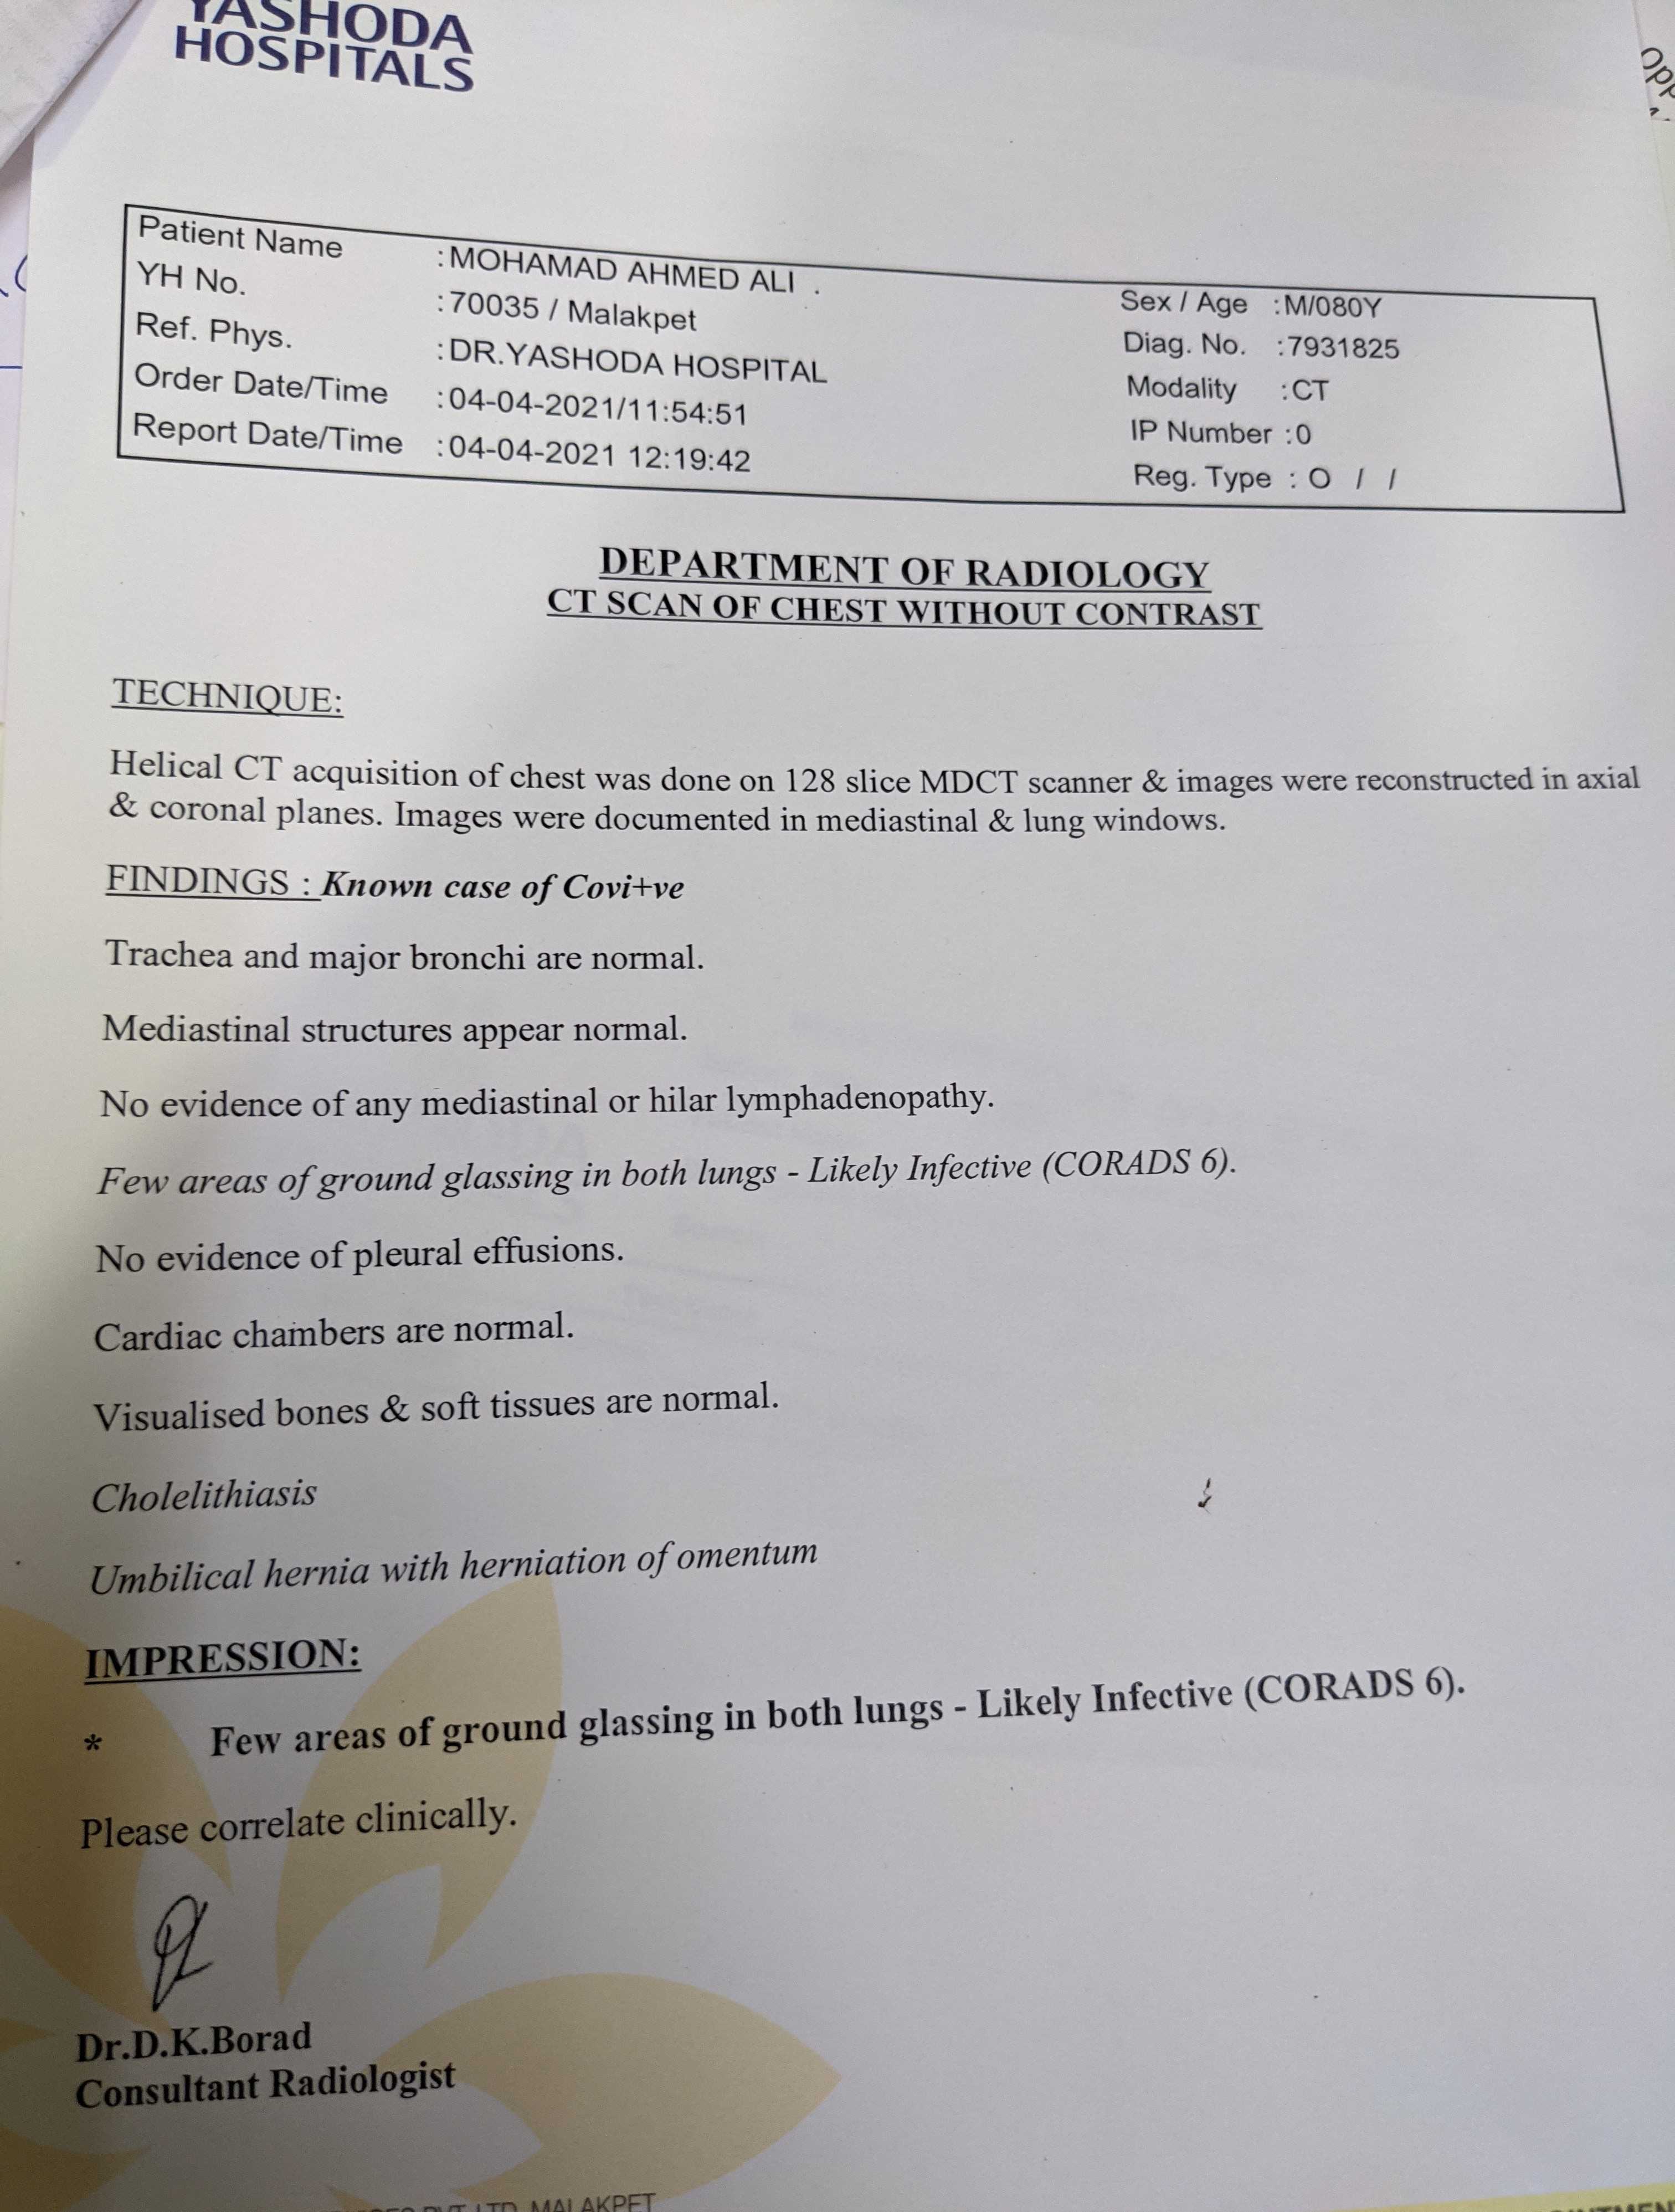 YASHODA
HOSPITALS
Patient Name :MOHAMAD AHMED ALI .
YH No. :70035 / Malakpet
Ref. Phys. :DR.YASHODA HOSPITAL
Order Date/Time :04-04-2021/11:54:51
Report Date/Time :04-04-2021 12:19:42
Sex / Age :M/080Y
Diag. No. :7931825
Modality :CT
IP Number :0
Reg. Type : O / /
DEPARTMENT OF RADIOLOGY
CT SCAN OF CHEST WITHOUT CONTRAST
TECHNIQUE:
Helical CT acquisition of chest was done on 128 slice MDCT scanner & images were reconstructed in axial
& coronal planes. Images were documented in mediastinal & lung windows.
FINDINGS : Known case of Covi+ve
Trachea and major bronchi are normal.
Mediastinal structures appear normal.
No evidence of any mediastinal or hilar lymphadenopathy.
Few areas of ground glassing in both lungs - Likely Infective (CORADS 6).
No evidence of pleural effusions.
Cardiac chambers are normal.
Visualised bones & soft tissues are normal.
Cholelithiasis
Umbilical hernia with herniation of omentum
IMPRESSION:
* Few areas of ground glassing in both lungs - Likely Infective (CORADS 6).
Please correlate clinically.
Dr.D.K.Borad
Consultant Radiologist
PVT LTD MALAKPET